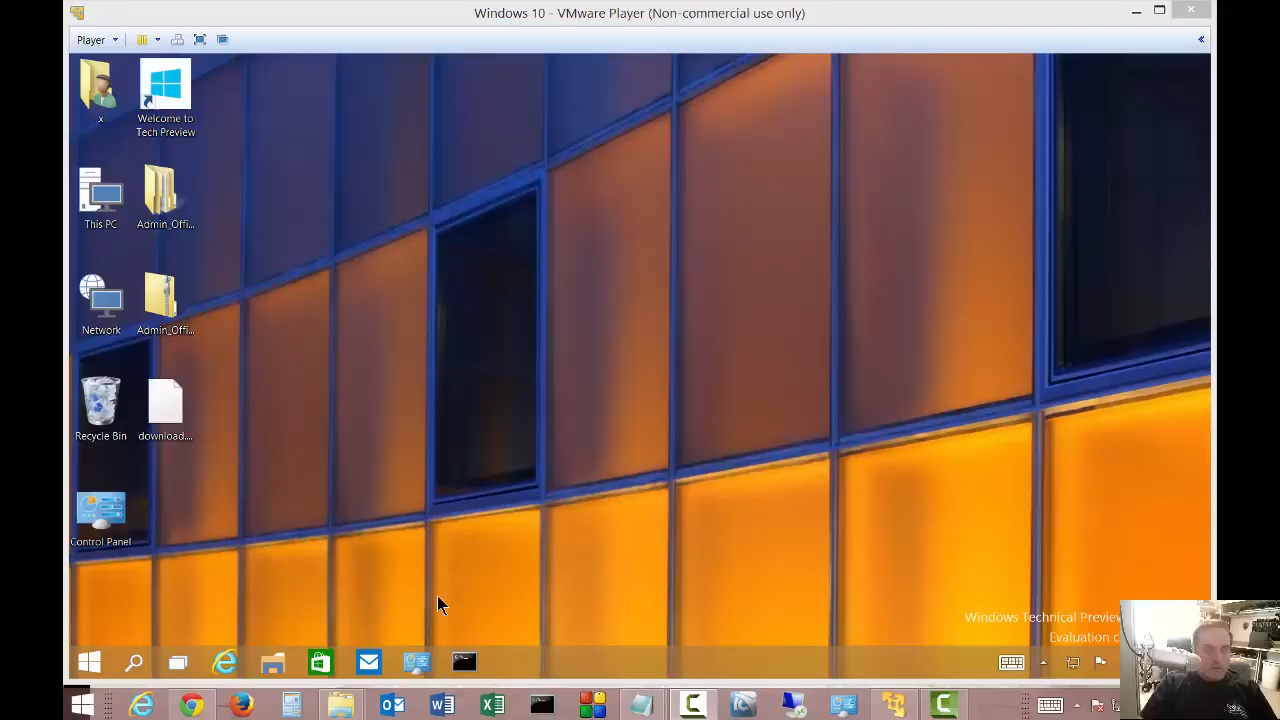 Windows 10 - VMware Player (Non-commercial use only)
Player
x
Welcome to
Tech Preview
This PC
Admin_Offi...
Network
Admin_Offi...
Recycle Bin
download....
Control Panel
Windows Technical Preview
Evaluation c